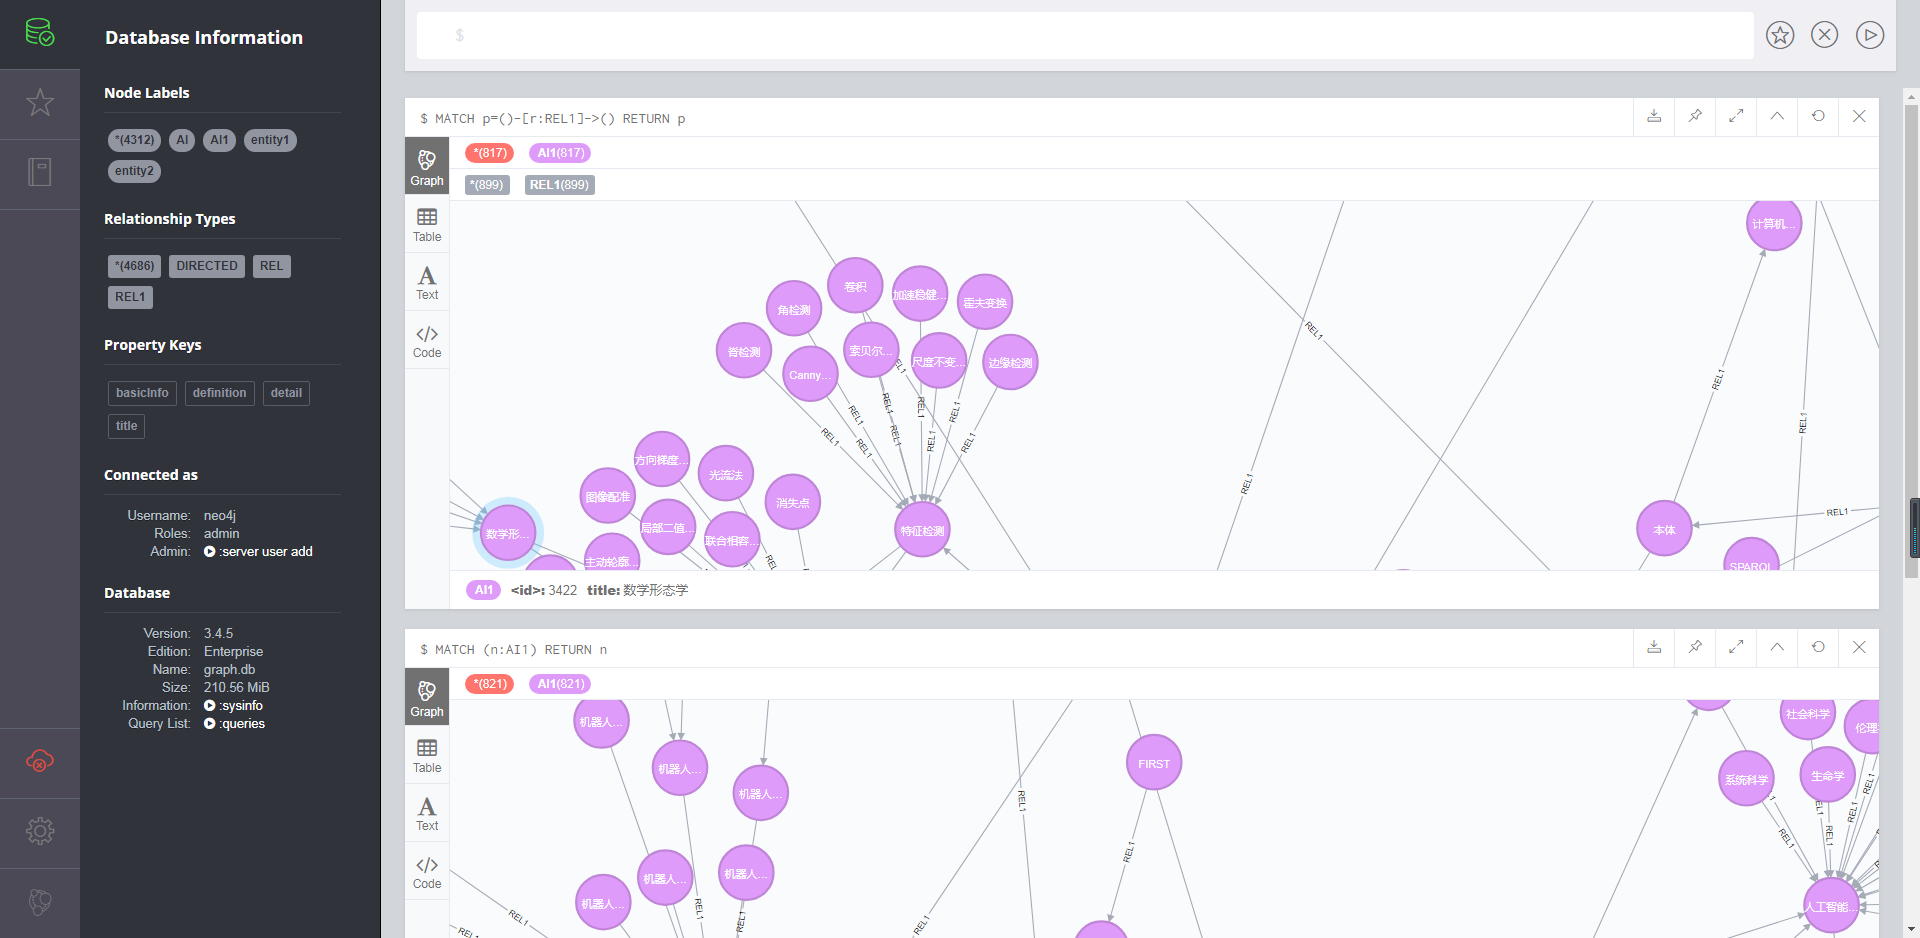 Database Information
Node Labels
*(4312) AI AI1 entity1
entity2
Relationship Types
*(4686) DIRECTED REL
REL1
Property Keys
basicInfo definition detail
title
Connected as
Username: neo4j
Roles: admin
Admin: :server user add
Database
Version: 3.4.5
Edition: Enterprise
Name: graph.db
Size: 210.56 MiB
Information: :sysinfo
Query List: :queries
$
$ MATCH p=()-[r:REL1]->() RETURN p
Graph
Table
Text
Code
*(817) AI1(817)
*(899) REL1(899)
计算机...
卷积
加速稳健...
霍夫变换
角检测
脊检测
Canny...
索贝尔...
尺度不变...
边缘检测
REL1
REL1
REL1
REL1
REL1
REL1
REL1
REL1
REL1
REL1
REL1
REL1
REL1
方向梯度...
光流法
图像配准
消失点
局部二值...
联合相容...
主动轮廓...
数学形...
特征检测
本体
REL1
SPARQL
AI1 <id>: 3422 title: 数学形态学
$ MATCH (n:AI1) RETURN n
Graph
Table
Text
Code
*(821) AI1(821)
机器人...
机器人...
机器人...
机器人...
机器人...
机器人...
FIRST
社会科学
系统科学
生命学
人工智能...
REL1
REL1
REL1
REL1
REL1
REL1
REL1
REL1
REL1
REL1